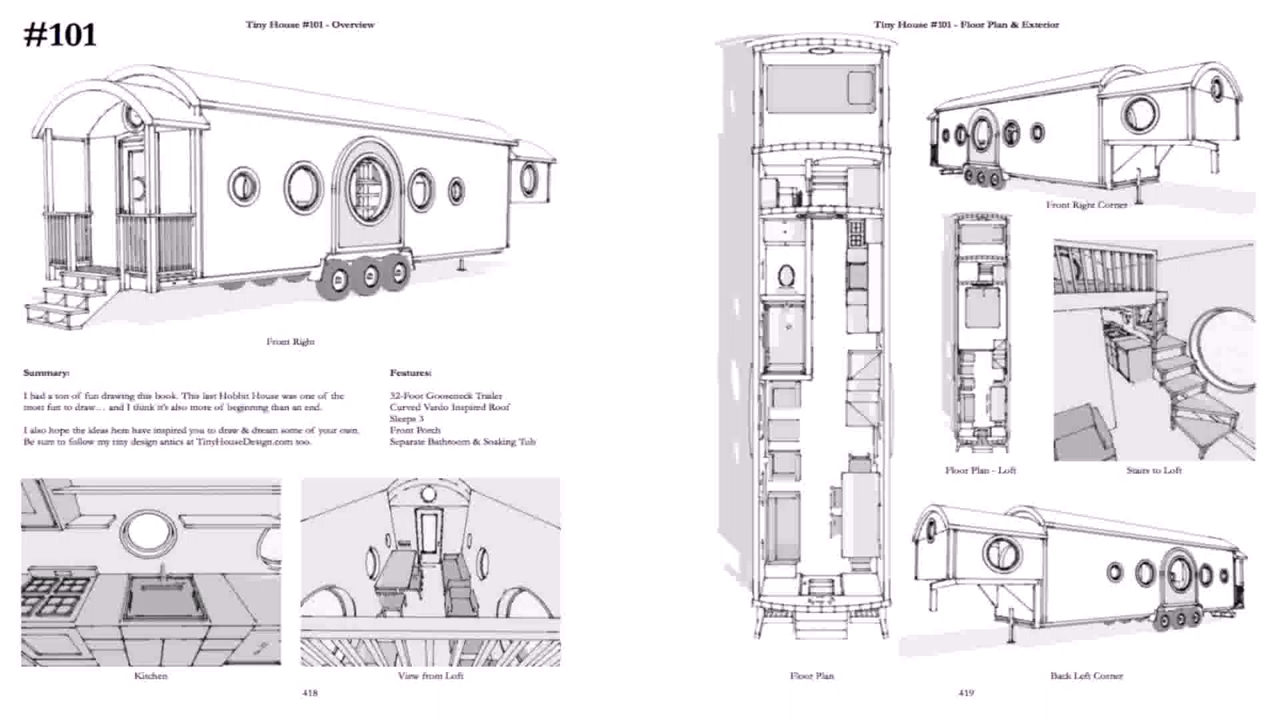 #101
Tiny House #101 - Overview
Front Right
Summary:
I had a ton of fun drawing this book. This last Hobbit House was one of the
most fun to draw... and I think it's also more of beginning than an end.
I also hope the ideas here have inspired you to draw & dream some of your own.
Be sure to follow my tiny design antics at TinyHouseDesign.com too.
Features:
32-Foot Gooseneck Trailer
Curved Vardo Inspired Roof
Sleeps 3
Front Porch
Separate Bathroom & Soaking Tub
Kitchen
View from Loft
418
Tiny House #101 - Floor Plan & Exterior
Front Right Corner
Floor Plan - Loft
Stairs to Loft
Floor Plan
Back Left Corner
419